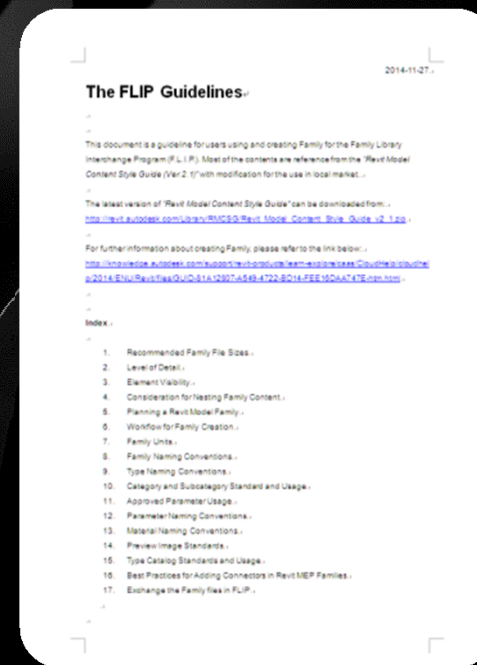 2014-11-27
The FLIP Guidelines
This document is a guideline for users using and creating Family for the Family Library
Interchange Program (F.L.I.P.). Most of the contents are reference from the "Revit Model
Content Style Guide (Ver 2.1)" with modification for the use in local market.
The latest version of "Revit Model Content Style Guide" can be downloaded from:
http://revit.autodesk.com/Library/RMCSG/Revit_Model_Content_Style_Guide_v2_1.zip
For further information about creating Family, please refer to the link below:
Index
1. Recommended Family File Sizes
2. Level of Detail
3. Element Visibility
4. Consideration for Nesting Family Content
5. Planning a Revit Model Family
6. Workflow for Family Creation
7. Family Units
8. Family Naming Conventions
9. Type Naming Conventions
10. Category and Subcategory Standard and Usage
11. Approved Parameter Usage
12. Parameter Naming Conventions
13. Material Naming Conventions
14. Preview Image Standards
15. Type Catalog Standards and Usage
16. Best Practices for Adding Connectors in Revit MEP Families
17. Exchange the Family files in FLIP